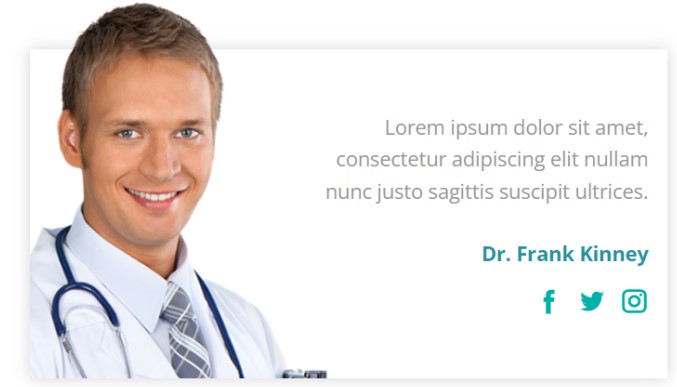 Lorem ipsum dolor sit amet,
consectetur adipiscing elit nullam
nunc justo sagittis suscipit ultrices.
Dr. Frank Kinney